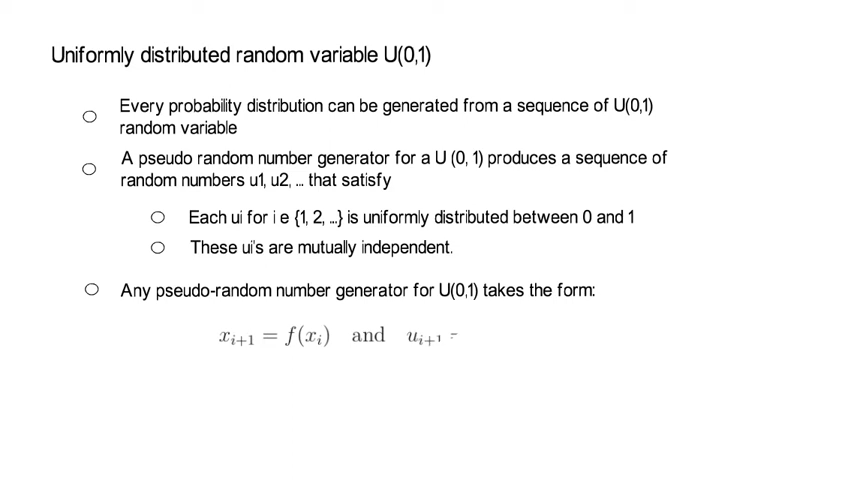 Uniformly distributed random variable U(0,1)
Every probability distribution can be generated from a sequence of U(0,1)
random variable
A pseudo random number generator for a U (0, 1) produces a sequence of
random numbers u1, u2, ... that satisfy
Each ui for i e {1, 2, ...} is uniformly distributed between 0 and 1
These ui's are mutually independent.
Any pseudo-random number generator for U(0,1) takes the form:
x_{i+1} = f(x_i) and u_{i+1} =